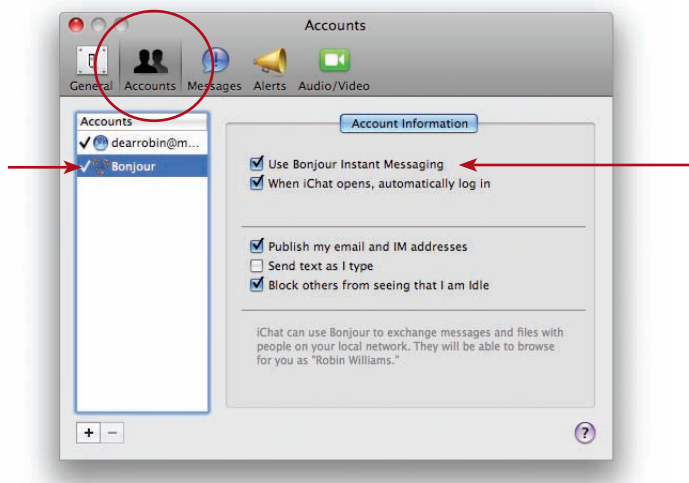 Accounts
General Accounts Messages Alerts Audio/Video
Accounts
dearrobin@m...
Bonjour
Account Information
Use Bonjour Instant Messaging
When iChat opens, automatically log in
Publish my email and IM addresses
Send text as I type
Block others from seeing that I am Idle
iChat can use Bonjour to exchange messages and files with
people on your local network. They will be able to browse
for you as "Robin Williams."
+ −
?